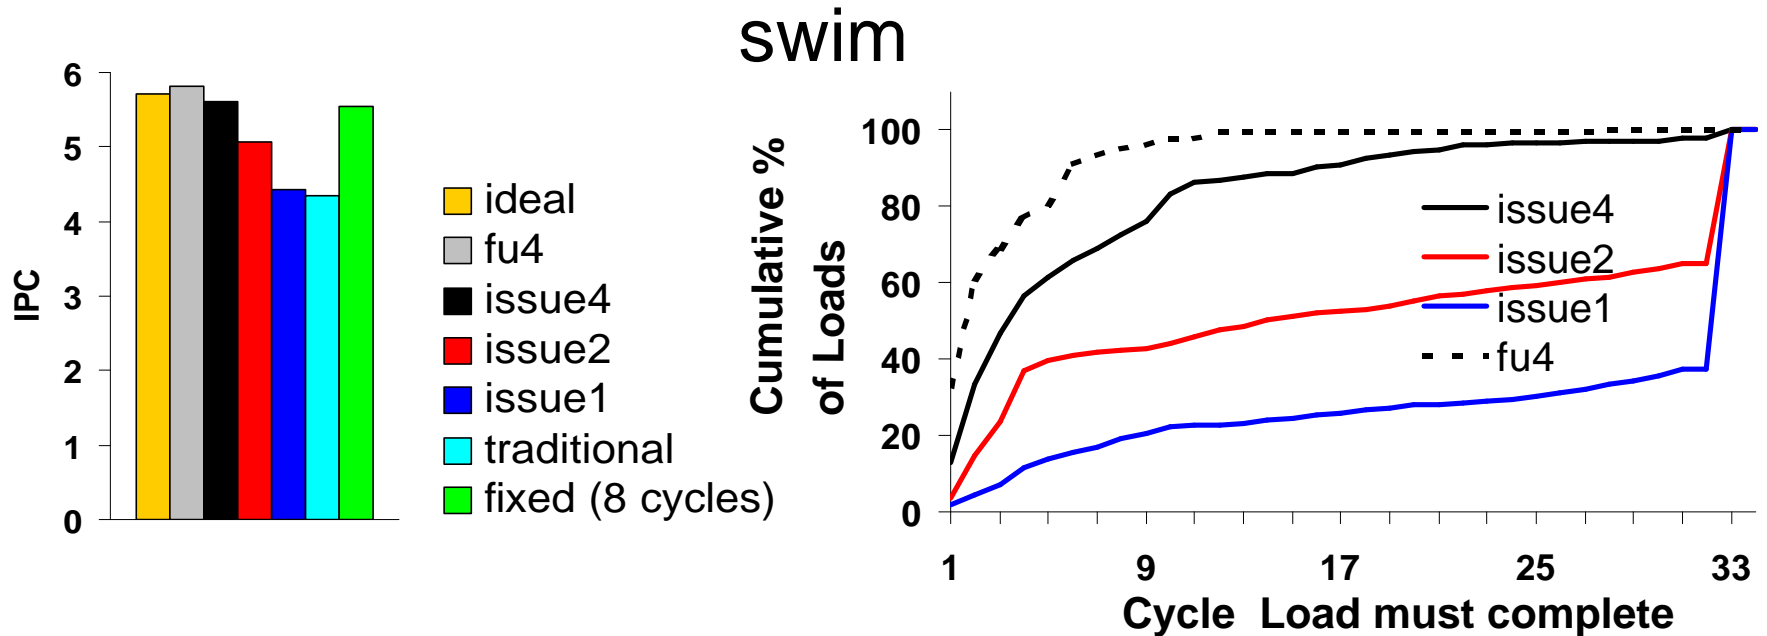 swim
6
5
4
3
2
1
0
IPC
ideal
fu4
issue4
issue2
issue1
traditional
fixed (8 cycles)
Cumulative %
of Loads
100
80
60
40
20
0
issue4
issue2
issue1
fu4
1 9 17 25 33
Cycle Load must complete